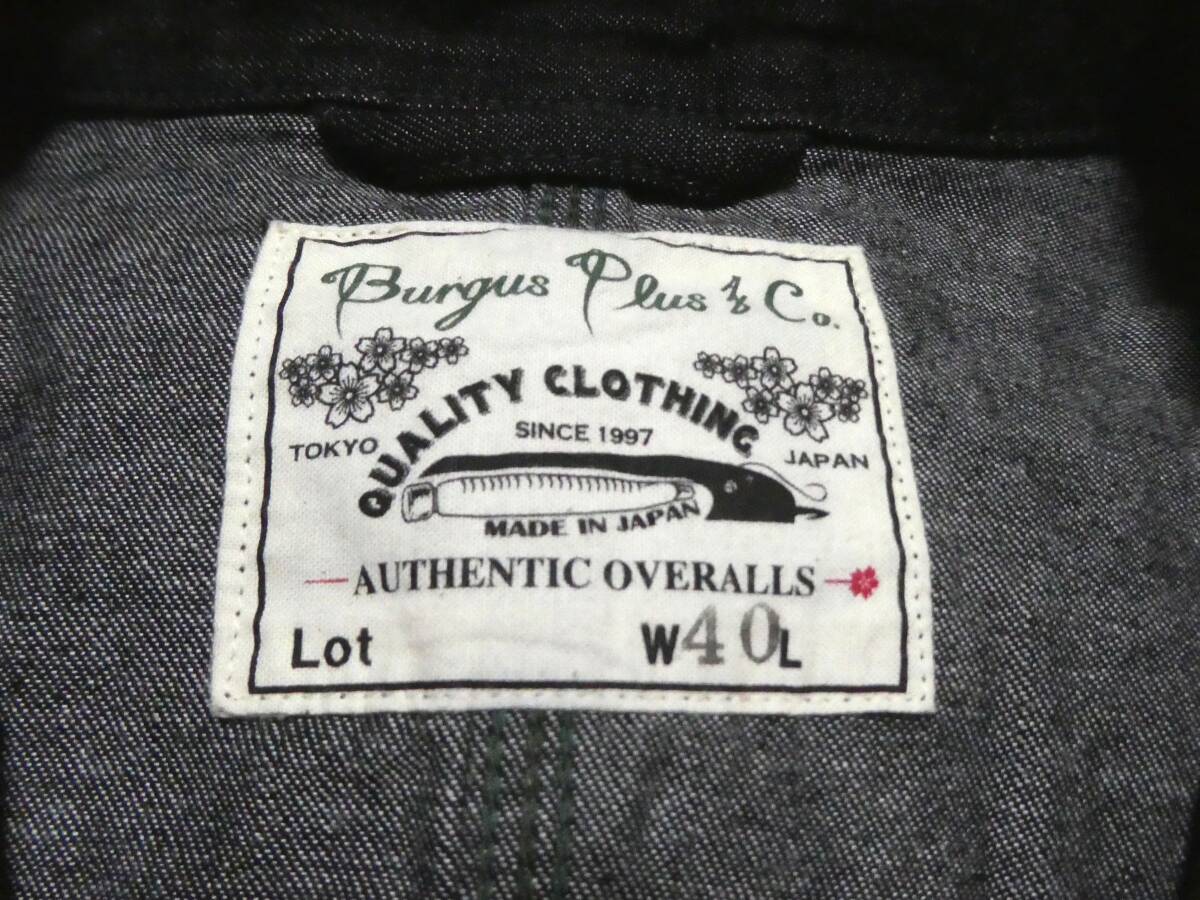 Burgus Plus & Co.
QUALITY CLOTHING
SINCE 1997
TOKYO JAPAN
MADE IN JAPAN
AUTHENTIC OVERALLS
Lot W40L